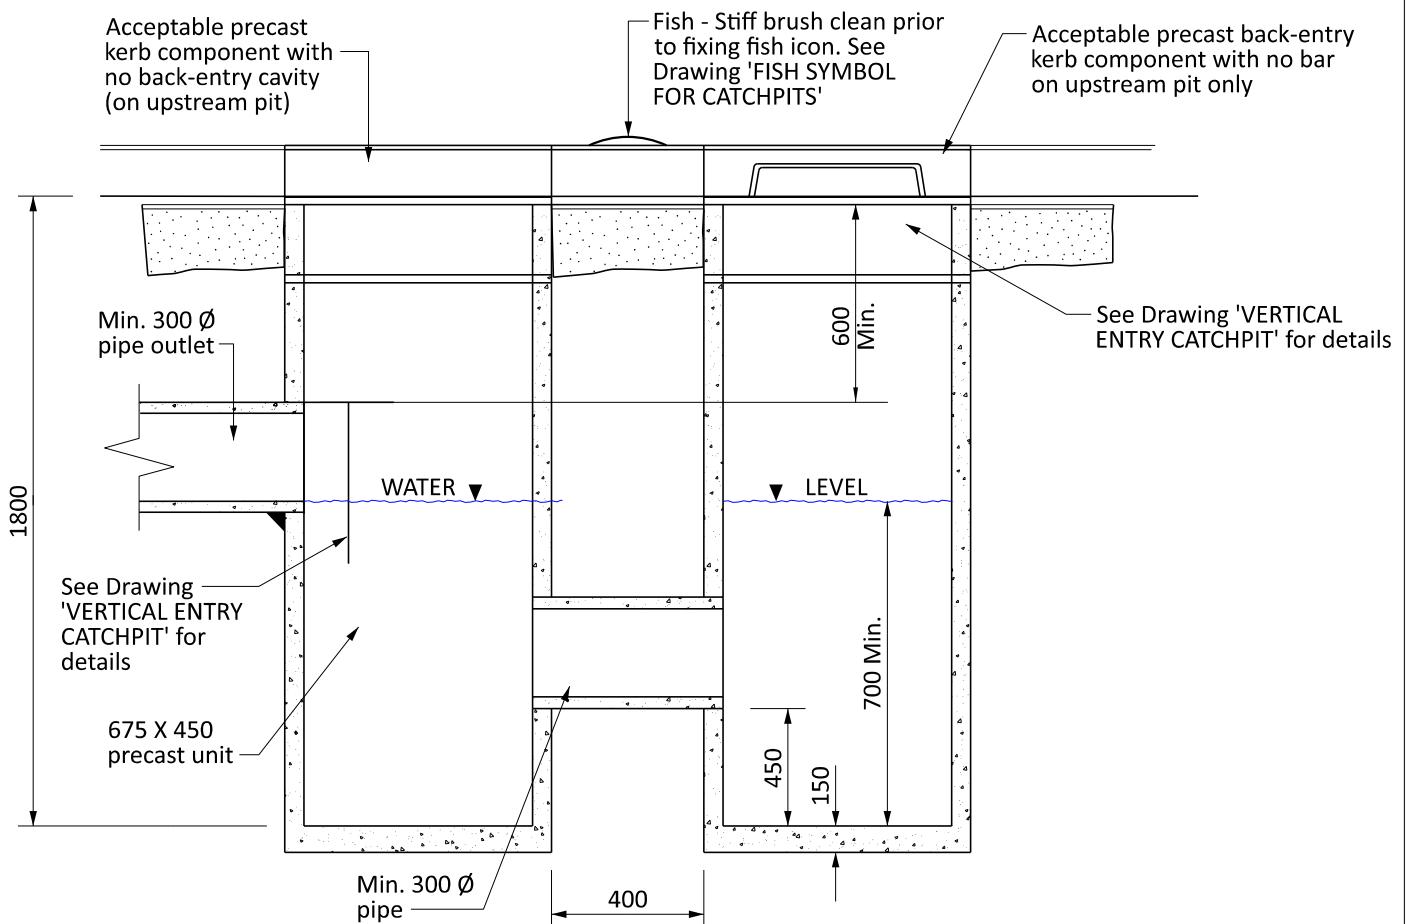 Acceptable precast
kerb component with
no back-entry cavity
(on upstream pit)
Fish - Stiff brush clean prior
to fixing fish icon. See
Drawing 'FISH SYMBOL
FOR CATCHPITS'
Acceptable precast back-entry
kerb component with no bar
on upstream pit only
Min. 300 Ø
pipe outlet
600
Min.
See Drawing 'VERTICAL
ENTRY CATCHPIT' for details
1800
WATER
LEVEL
See Drawing
'VERTICAL ENTRY
CATCHPIT' for
details
700 Min.
675 X 450
precast unit
450
150
Min. 300 Ø
pipe
400